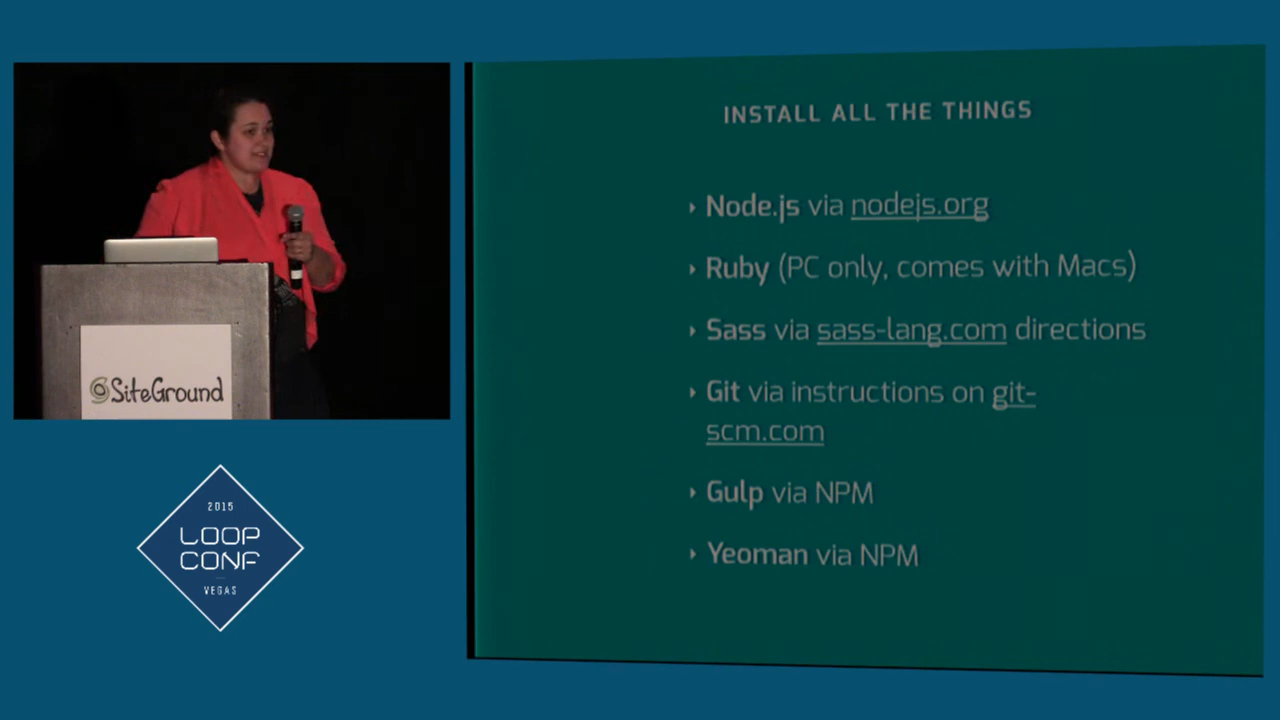 INSTALL ALL THE THINGS
Node.js via nodejs.org
Ruby (PC only, comes with Macs)
Sass via sass-lang.com directions
Git via instructions on git-
scm.com
Gulp via NPM
Yeoman via NPM
SiteGround
2015
LOOP
CONF
VEGAS